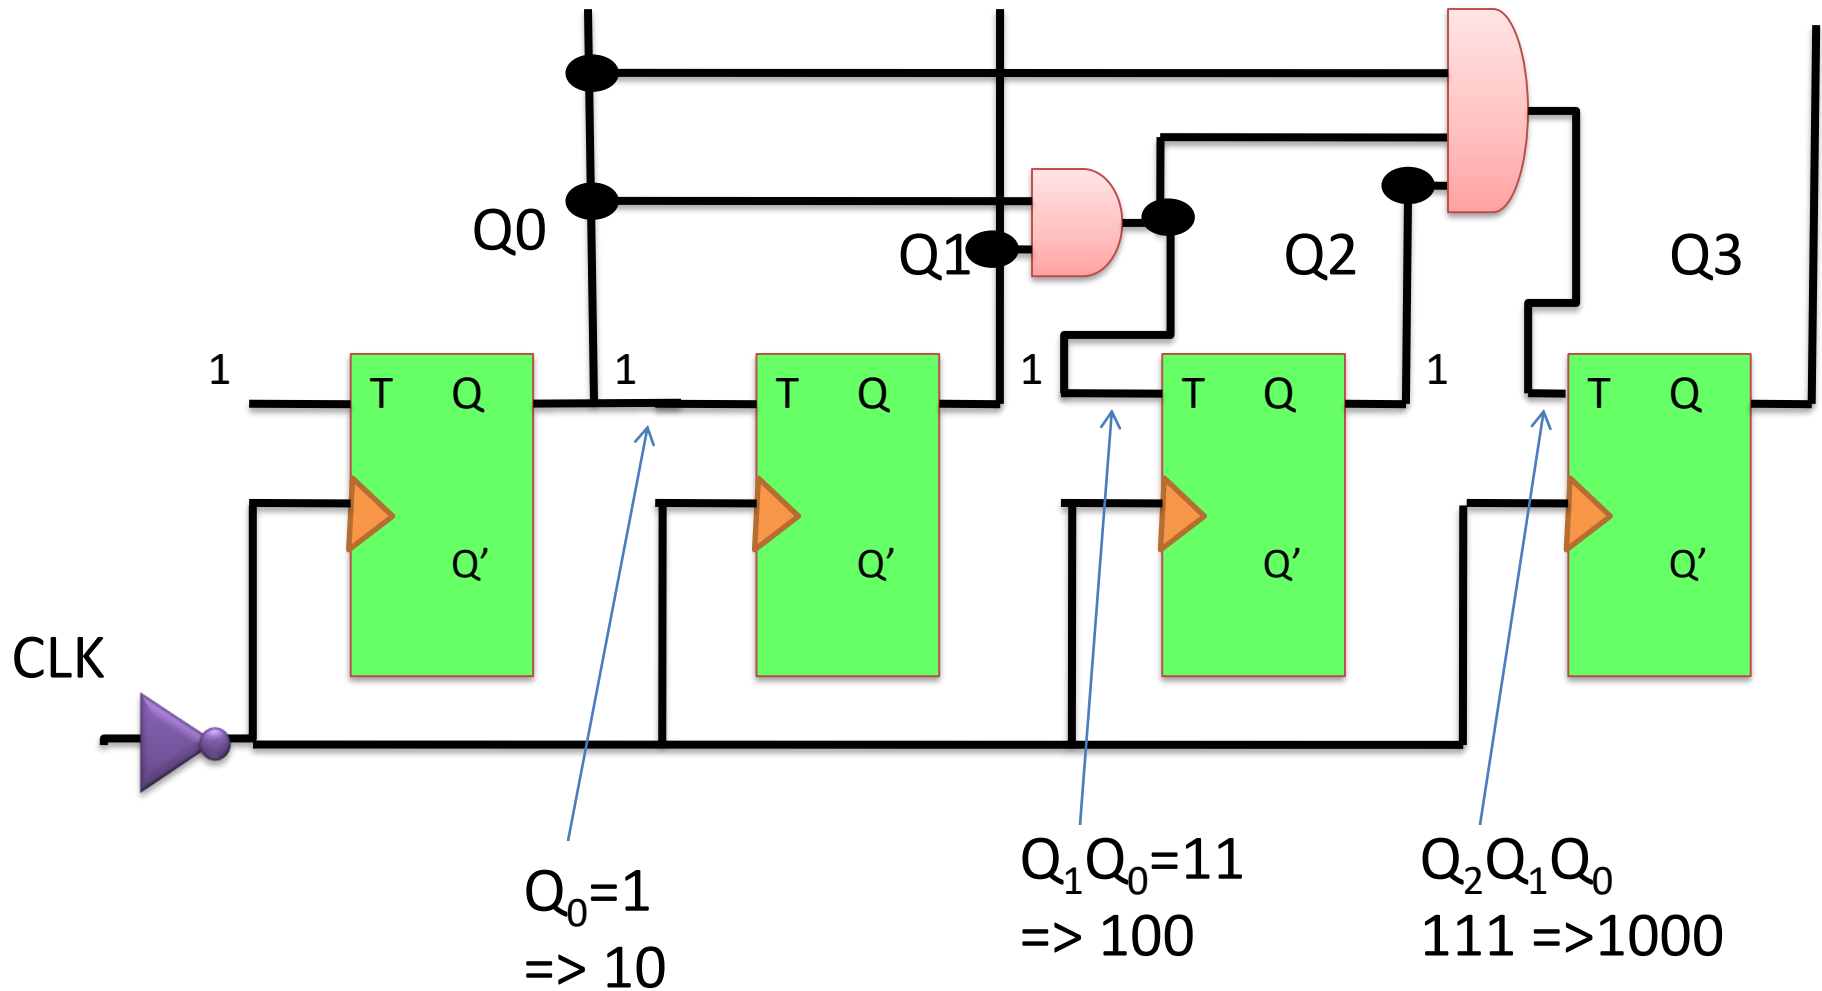 Q0
Q1
Q2
Q3
1
1
1
1
T Q
T Q
T Q
T Q
Q’
Q’
Q’
Q’
CLK
Q₀=1
=> 10
Q₁Q₀=11
=> 100
Q₂Q₁Q₀
111 =>1000